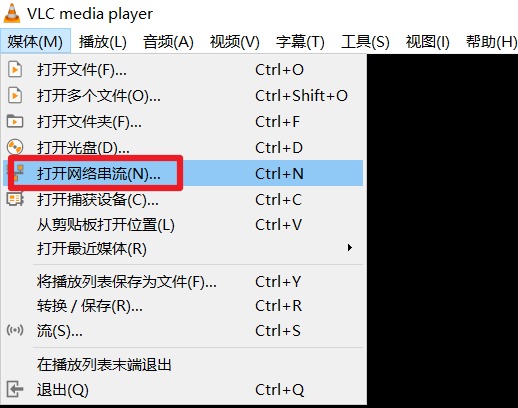 VLC media player
媒体(M) 播放(L) 音频(A) 视频(V) 字幕(T) 工具(S) 视图(I) 帮助(H)
打开文件(F)... Ctrl+O
打开多个文件(O)... Ctrl+Shift+O
打开文件夹(F)... Ctrl+F
打开光盘(D)... Ctrl+D
打开网络串流(N)... Ctrl+N
打开捕获设备(C)... Ctrl+C
从剪贴板打开位置(L) Ctrl+V
打开最近媒体(R)
将播放列表保存为文件(F)... Ctrl+Y
转换 / 保存(R)... Ctrl+R
流(S)... Ctrl+S
在播放列表末端退出
退出(Q) Ctrl+Q